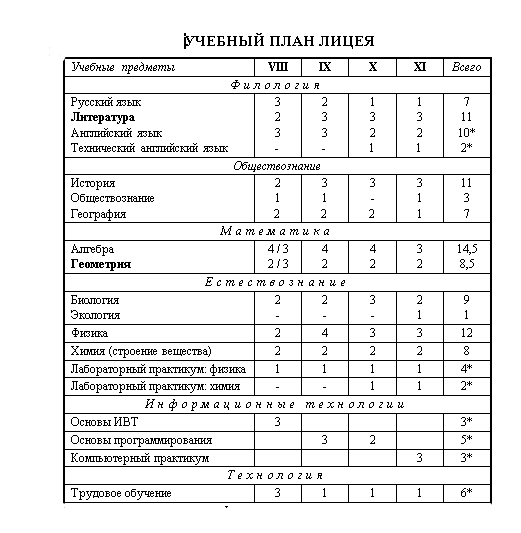 УЧЕБНЫЙ ПЛАН ЛИЦЕЯ
Учебные предметы VIII IX X XI Всего
Филология
Русский язык 3 2 1 1 7
Литература 2 3 3 3 11
Английский язык 3 3 2 2 10*
Технический английский язык - - 1 1 2*
Обществознание
История 2 3 3 3 11
Обществознание 1 1 - 1 3
География 2 2 2 1 7
Математика
Алгебра 4 / 3 4 4 3 14,5
Геометрия 2 / 3 2 2 2 8,5
Естествознание
Биология 2 2 3 2 9
Экология - - - 1 1
Физика 2 4 3 3 12
Химия (строение вещества) 2 2 2 2 8
Лабораторный практикум: физика 1 1 1 1 4*
Лабораторный практикум: химия - - 1 1 2*
Информационные технологии
Основы ИВТ 3 3*
Основы программирования 3 2 5*
Компьютерный практикум 3 3*
Технология
Трудовое обучение 3 1 1 1 6*